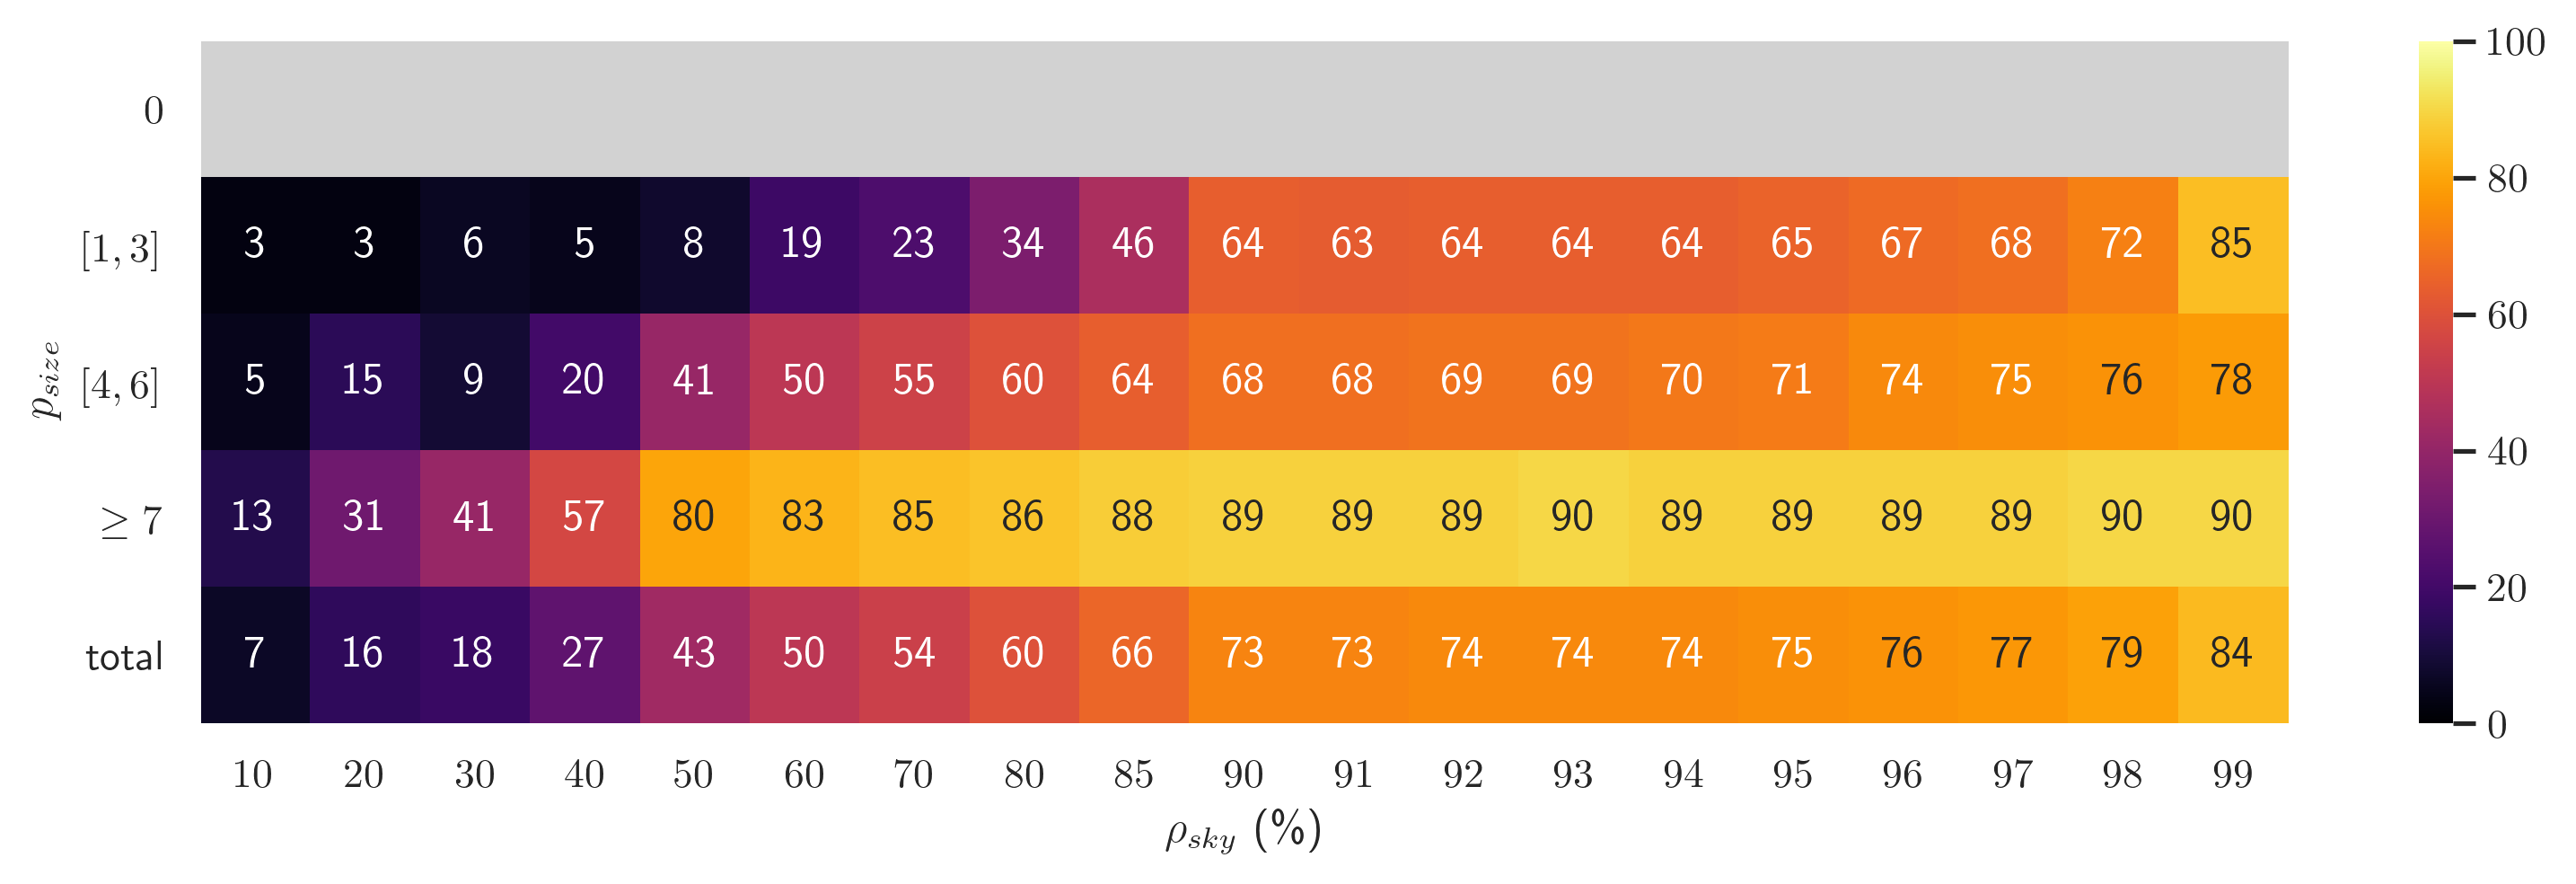 0
[1, 3] 3 3 6 5 8 19 23 34 46 64 63 64 64 64 65 67 68 72 85
[4, 6] 5 15 9 20 41 50 55 60 64 68 68 69 69 70 71 74 75 76 78
≥ 7 13 31 41 57 80 83 85 86 88 89 89 89 90 89 89 89 89 90 90
total 7 16 18 27 43 50 54 60 66 73 73 74 74 74 75 76 77 79 84
p_size
10 20 30 40 50 60 70 80 85 90 91 92 93 94 95 96 97 98 99
ρ_sky (%)
100
80
60
40
20
0